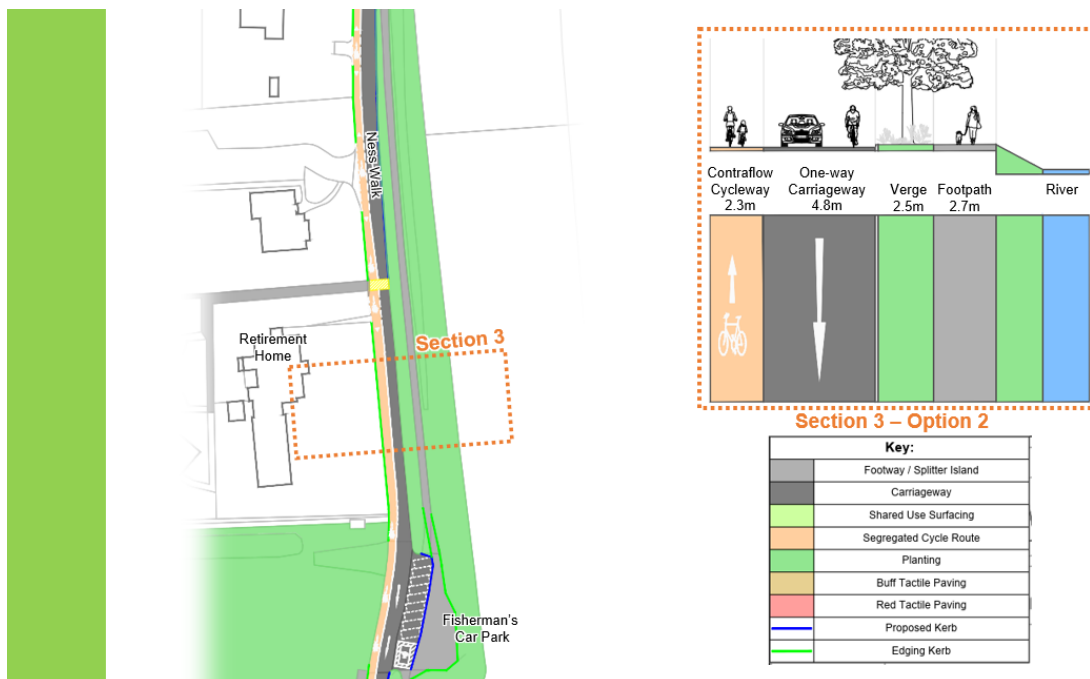 Ness Walk
Retirement
Home
Section 3
Fisherman's
Car Park
Contraflow
Cycleway
2.3m
One-way
Carriageway
4.8m
Verge
2.5m
Footpath
2.7m
River
Section 3 – Option 2
Key:
Footway / Splitter Island
Carriageway
Shared Use Surfacing
Segregated Cycle Route
Planting
Buff Tactile Paving
Red Tactile Paving
Proposed Kerb
Edging Kerb